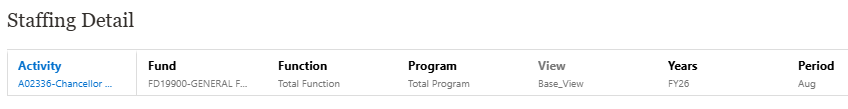 Staffing Detail
Activity Fund Function Program View Years Period
A02336-Chancellor ... FD19900-GENERAL F... Total Function Total Program Base_View FY26 Aug